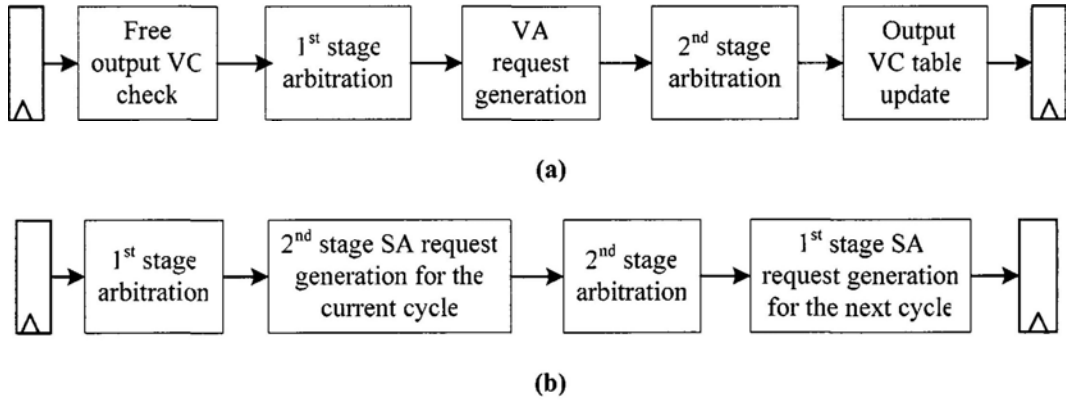 Free
output VC
check
1st stage
arbitration
VA
request
generation
2nd stage
arbitration
Output
VC table
update
(a)
1st stage
arbitration
2nd stage SA request
generation for the
current cycle
2nd stage
arbitration
1st stage SA
request generation
for the next cycle
(b)